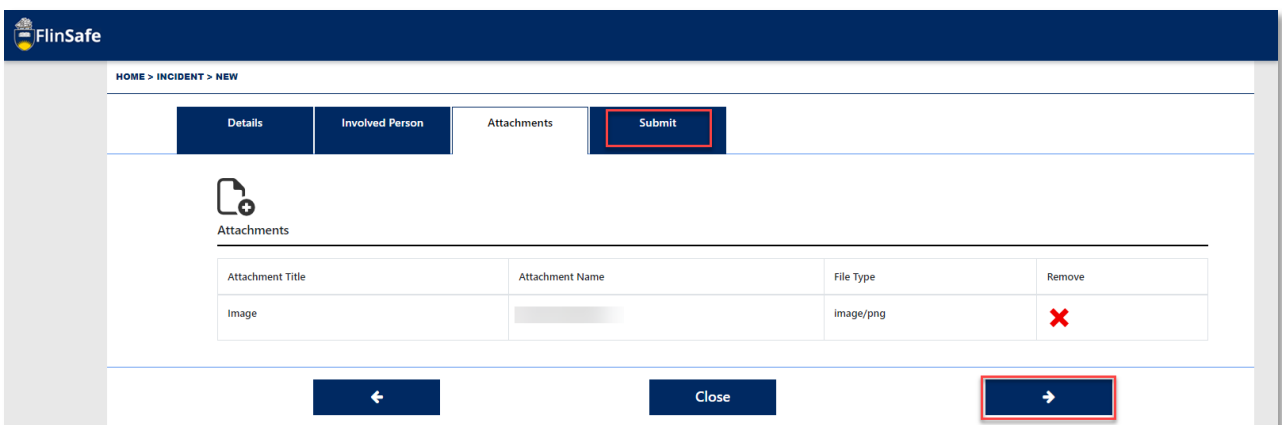 FlinSafe
HOME > INCIDENT > NEW
Details Involved Person Attachments Submit
Attachments
Attachment Title Attachment Name File Type Remove
Image image/png
Close